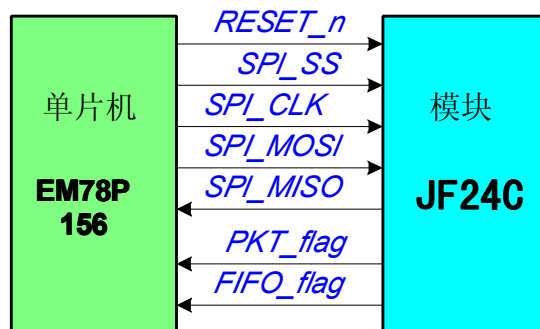 单片机
EM78P
156
RESET_n
SPI_SS
SPI_CLK
SPI_MOSI
SPI_MISO
PKT_flag
FIFO_flag
模块
JF24C